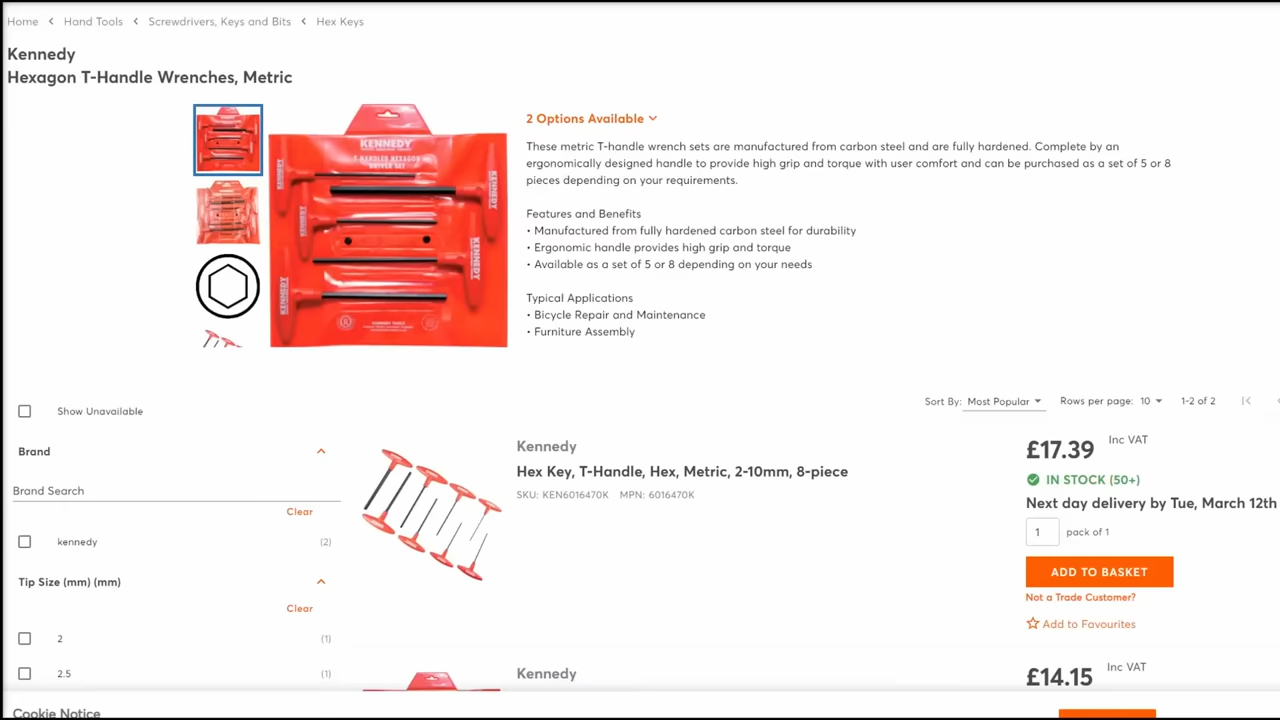 Home Hand Tools Screwdrivers, Keys and Bits Hex Keys
Kennedy
Hexagon T-Handle Wrenches, Metric
KENNEDY
T-HANDLED HEXAGON
DRIVER SET
KENNEDY
KENNEDY
KENNEDY
KENNEDY
KENNEDY
2 Options Available
These metric T-handle wrench sets are manufactured from carbon steel and are fully hardened. Complete by an
ergonomically designed handle to provide high grip and torque with user comfort and can be purchased as a set of 5 or 8
pieces depending on your requirements.
Features and Benefits
• Manufactured from fully hardened carbon steel for durability
• Ergonomic handle provides high grip and torque
• Available as a set of 5 or 8 depending on your needs
Typical Applications
• Bicycle Repair and Maintenance
• Furniture Assembly
Sort By: Most Popular Rows per page: 10 1-2 of 2
Show Unavailable
Brand
Brand Search
Clear
kennedy (2)
Tip Size (mm) (mm)
Clear
2 (1)
2.5 (1)
Kennedy
Hex Key, T-Handle, Hex, Metric, 2-10mm, 8-piece
SKU: KEN6016470K MPN: 6016470K
£17.39 Inc VAT
IN STOCK (50+)
Next day delivery by Tue, March 12th
1 pack of 1
ADD TO BASKET
Not a Trade Customer?
Add to Favourites
Kennedy
£14.15 Inc VAT
Cookie Notice